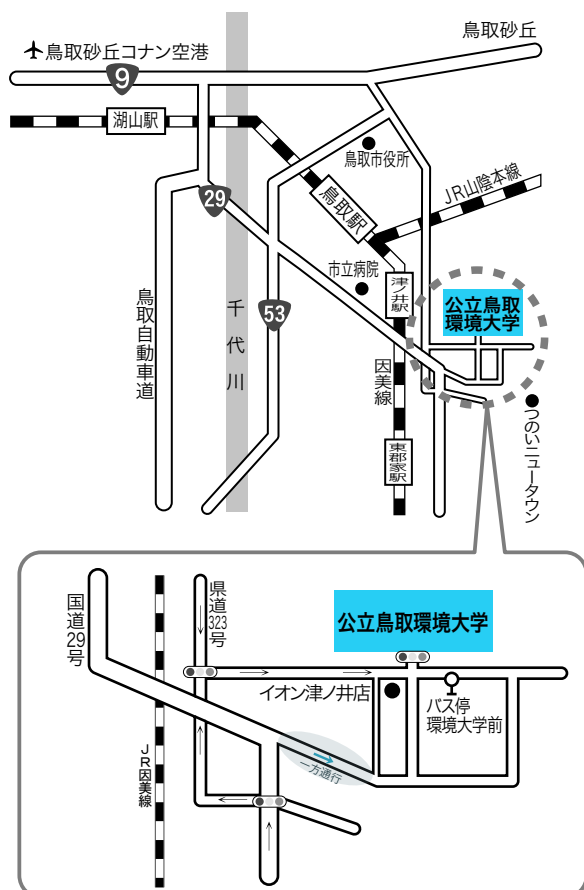 鳥取砂丘
鳥取砂丘コナン空港
9
湖山駅
鳥取市役所
JR山陰本線
鳥取駅
29
市立病院
津ノ井駅
公立鳥取
環境大学
53
千代川
鳥取自動車道
因美線
東郡家駅
つのいニュータウン
国道29号
県道323号
公立鳥取環境大学
イオン津ノ井店
バス停
環境大学前
一方通行
JR因美線